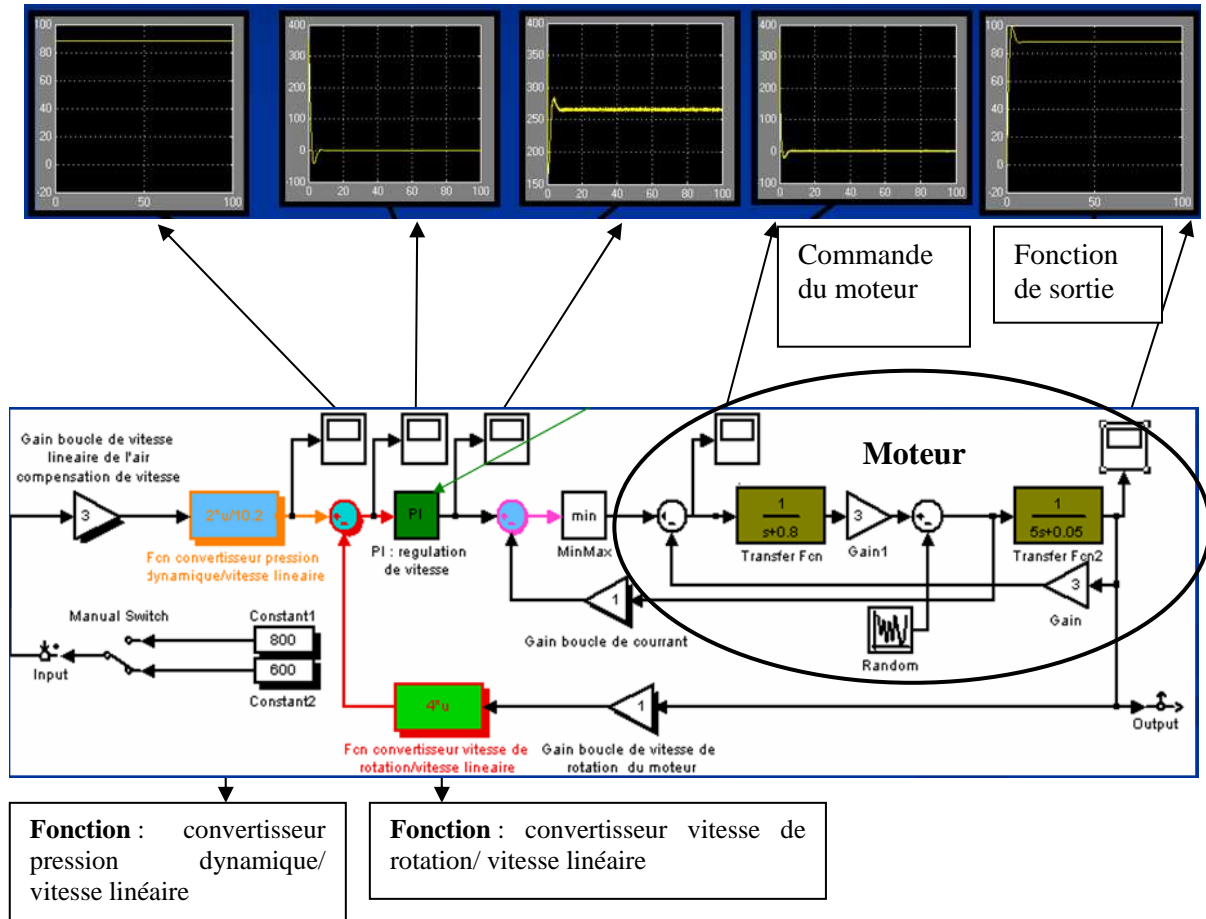 100
80
60
40
20
0
-20
0
50
100
400
300
200
100
0
-100
0
20
40
60
80
100
400
350
300
250
200
150
0
20
40
60
80
100
400
300
200
100
0
-100
0
20
40
60
80
100
100
80
60
40
20
0
-20
0
50
100
Commande
du moteur
Fonction
de sortie
Gain boucle de vitesse
lineaire de l'air
compensation de vitesse
3
2*u/10.2
Fcn convertisseur pression
dynamique/vitesse lineaire
+
-
PI
PI : regulation
de vitesse
+
-
min
MinMax
Moteur
+
-
1
s+0.8
Transfer Fcn
3
Gain1
+
-
1
5s+0.05
Transfer Fcn2
3
Gain
1
Gain boucle de courrant
Random
Manual Switch
Constant1
800
600
Constant2
Input
4*u
Fcn convertisseur vitesse de
rotation/vitesse lineaire
1
Gain boucle de vitesse de
rotation du moteur
Output
Fonction : convertisseur
pression dynamique/
vitesse linéaire
Fonction : convertisseur vitesse de
rotation/ vitesse linéaire